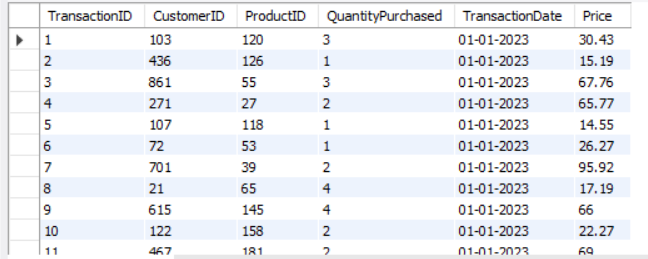 TransactionID CustomerID ProductID QuantityPurchased TransactionDate Price
1 103 120 3 01-01-2023 30.43
2 436 126 1 01-01-2023 15.19
3 861 55 3 01-01-2023 67.76
4 271 27 2 01-01-2023 65.77
5 107 118 1 01-01-2023 14.55
6 72 53 1 01-01-2023 26.27
7 701 39 2 01-01-2023 95.92
8 21 65 4 01-01-2023 17.19
9 615 145 4 01-01-2023 66
10 122 158 2 01-01-2023 22.27
11 467 181 2 01-01-2023 69